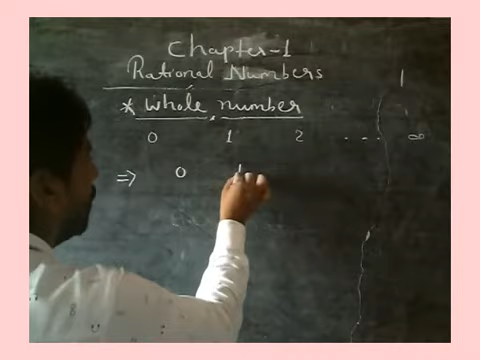 Chapter-1
Rational Numbers
* Whole number
0 1 2 ... ∞
⇒ 0 1